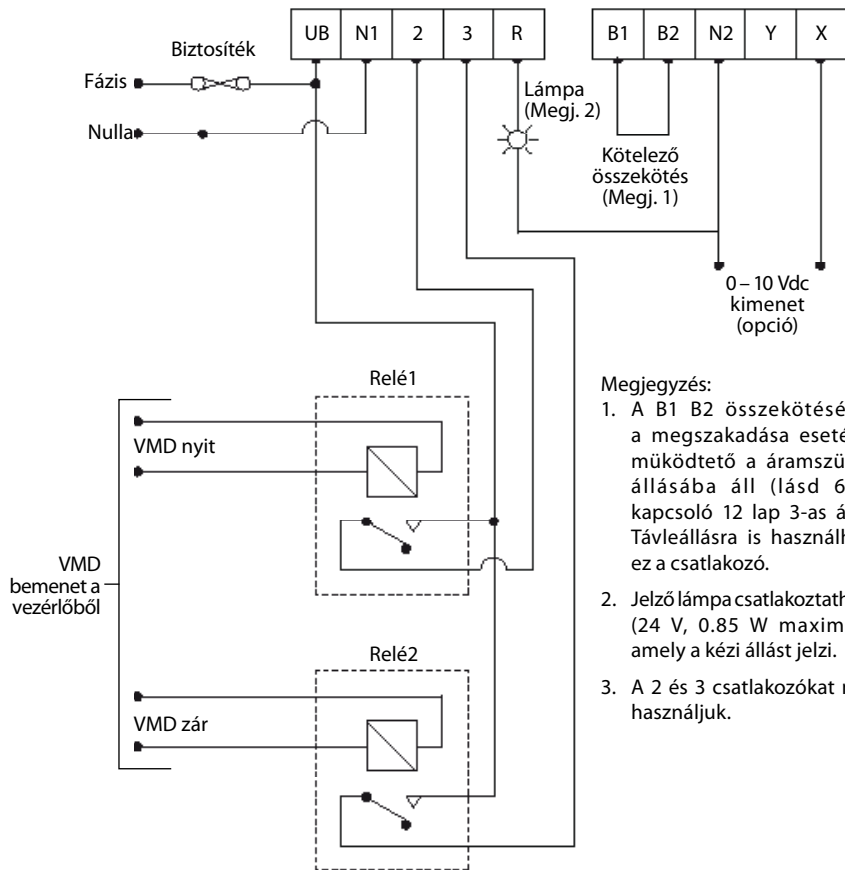 UB N1 2 3 R B1 B2 N2 Y X
Biztosíték
Fázis
Nulla
Lámpa
(Megj. 2)
Kötelező
összekötés
(Megj. 1)
0 – 10 Vdc
kimenet
(opció)
Relé1
VMD nyit
VMD
bemenet a
vezérlőből
Relé2
VMD zár
Megjegyzés:
1. A B1 B2 összekötésé
a megszakadása eseté
müködtető a áramszü
állásába áll (lásd 6
kapcsoló 12 lap 3-as á
Távleállásra is használh
ez a csatlakozó.
2. Jelző lámpa csatlakoztath
(24 V, 0.85 W maxim
amely a kézi állást jelzi.
3. A 2 és 3 csatlakozókat
használjuk.